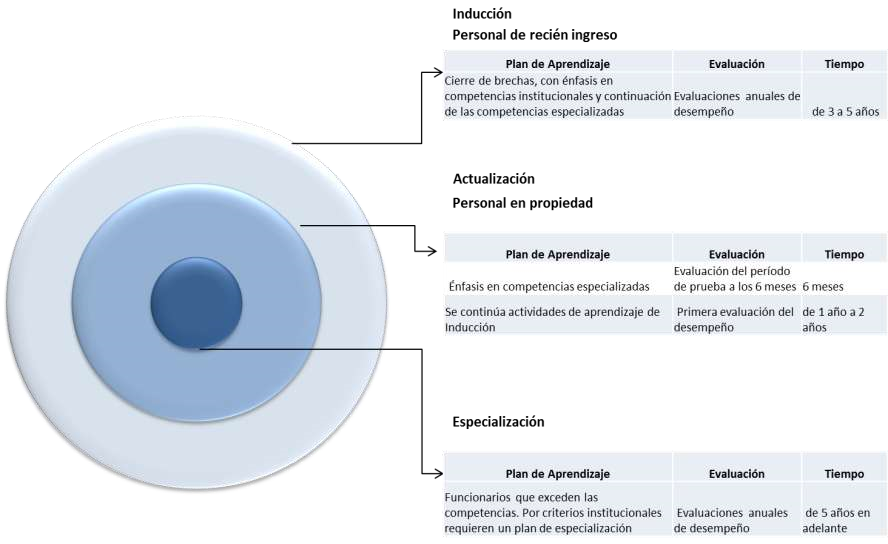 Inducción
Personal de recién ingreso
Plan de Aprendizaje Evaluación Tiempo
Cierre de brechas, con énfasis en
competencias institucionales y continuación Evaluaciones anuales de
de las competencias especializadas desempeño de 3 a 5 años
Actualización
Personal en propiedad
Plan de Aprendizaje Evaluación Tiempo
Evaluación del período
Énfasis en competencias especializadas de prueba a los 6 meses 6 meses
Se continúa actividades de aprendizaje de Primera evaluación del de 1 año a 2
Inducción desempeño años
Especialización
Plan de Aprendizaje Evaluación Tiempo
Funcionarios que exceden las
competencias. Por criterios institucionales Evaluaciones anuales de 5 años en
requieren un plan de especialización de desempeño adelante